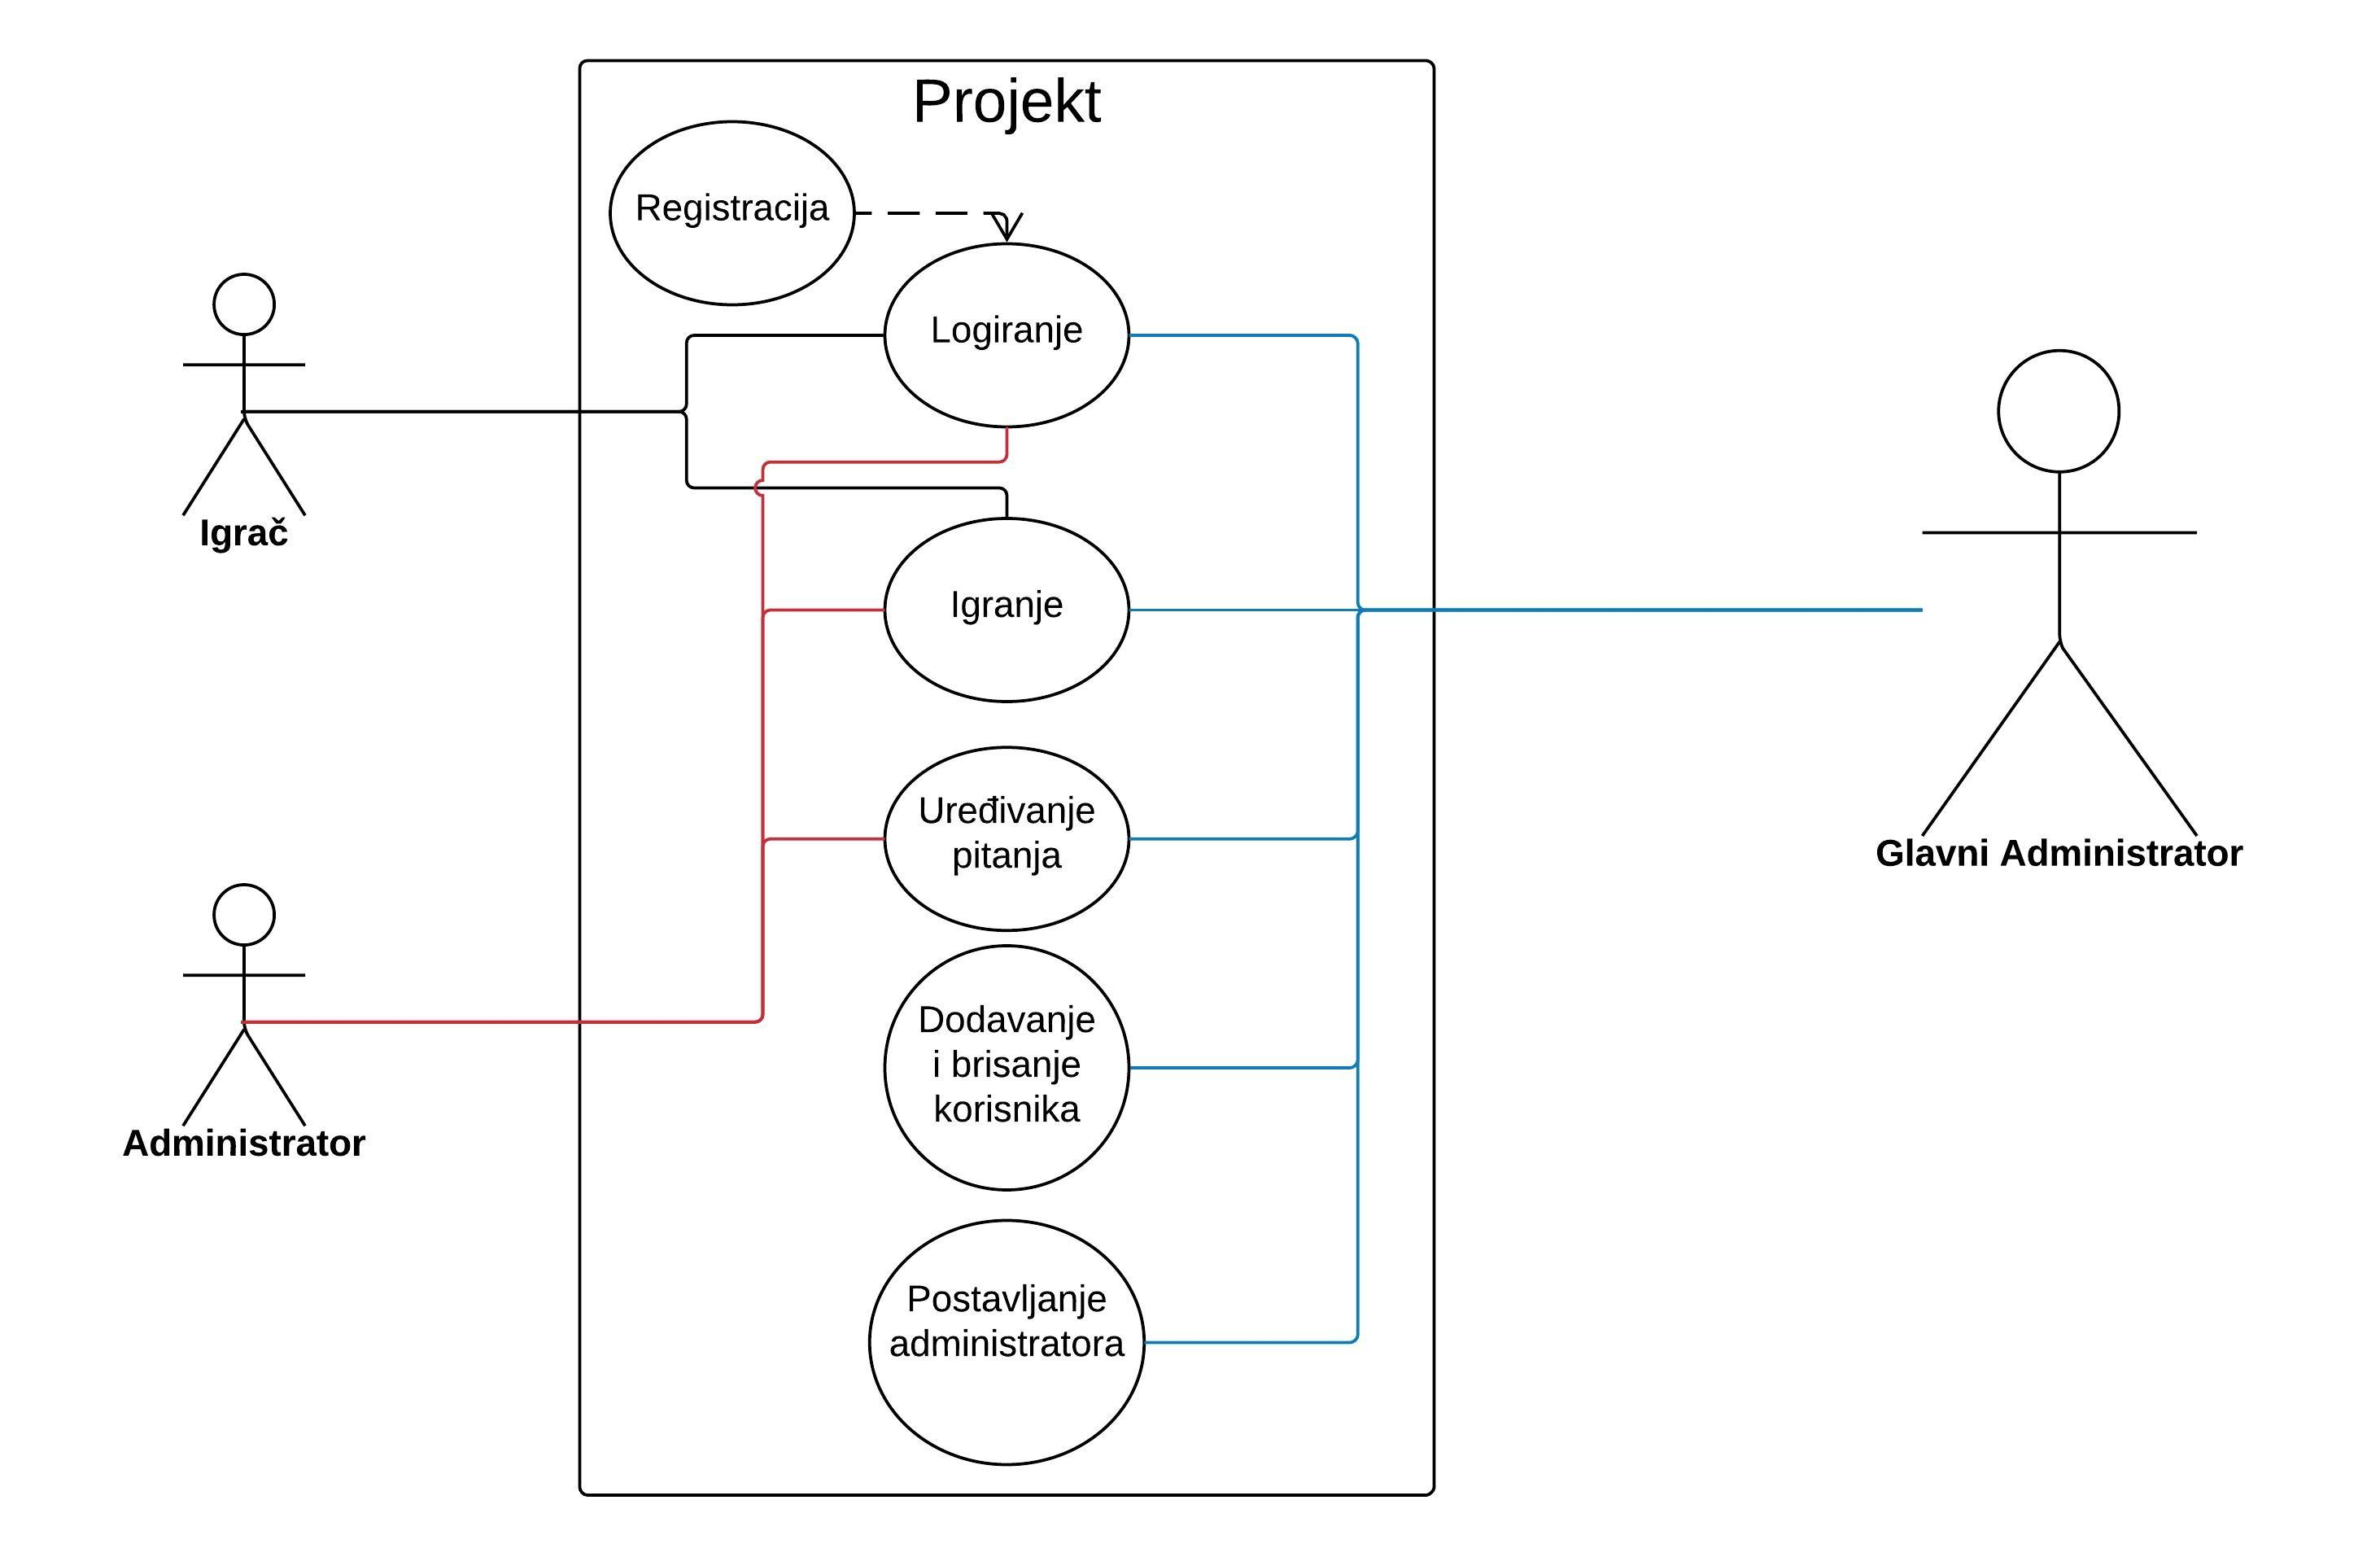 Projekt
Registracija
Logiranje
Igrač
Igranje
Uređivanje
pitanja
Glavni Administrator
Dodavanje
i brisanje
korisnika
Administrator
Postavljanje
administratora